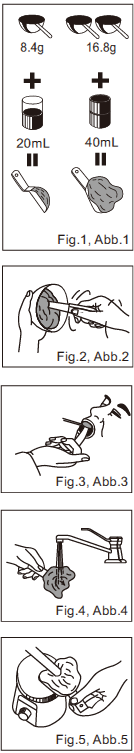 8.4g 16.8g
+ +
20mL 40mL
Fig.1, Abb.1
Fig.2, Abb.2
Fig.3, Abb.3
Fig.4, Abb.4
Fig.5, Abb.5